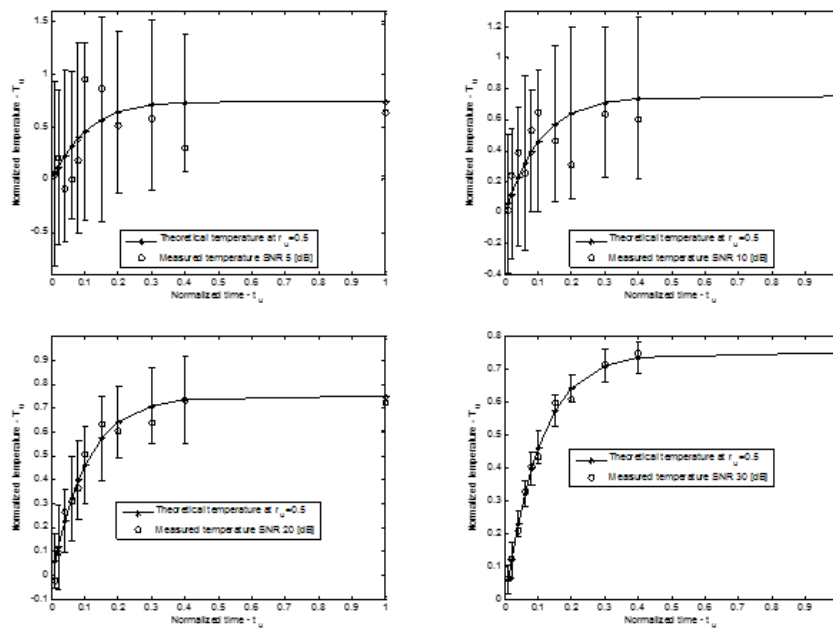 1.5
1
0.5
0
-0.5
Normalized temperature - T_u
Theoretical temperature at r_u=0.5
Measured temperature SNR 5 [dB]
0 0.1 0.2 0.3 0.4 0.5 0.6 0.7 0.8 0.9 1
Normalized time - t_u
1.2
1
0.8
0.6
0.4
0.2
0
-0.2
-0.4
Normalized temperature - T_u
Theoretical temperature at r_u=0.5
Measured temperature SNR 10 [dB]
0 0.1 0.2 0.3 0.4 0.5 0.6 0.7 0.8 0.9
Normalized time - t_u
0.9
0.8
0.7
0.6
0.5
0.4
0.3
0.2
0.1
0
-0.1
Normalized temperature - T_u
Theoretical temperature at r_u=0.5
Measured temperature SNR 20 [dB]
0 0.1 0.2 0.3 0.4 0.5 0.6 0.7 0.8 0.9 1
Normalized time - t_u
0.8
0.7
0.6
0.5
0.4
0.3
0.2
0.1
0
Normalized temperature - T_u
Theoretical temperature at r_u=0.5
Measured temperature SNR 30 [dB]
0 0.1 0.2 0.3 0.4 0.5 0.6 0.7 0.8 0.9
Normalized time - t_u